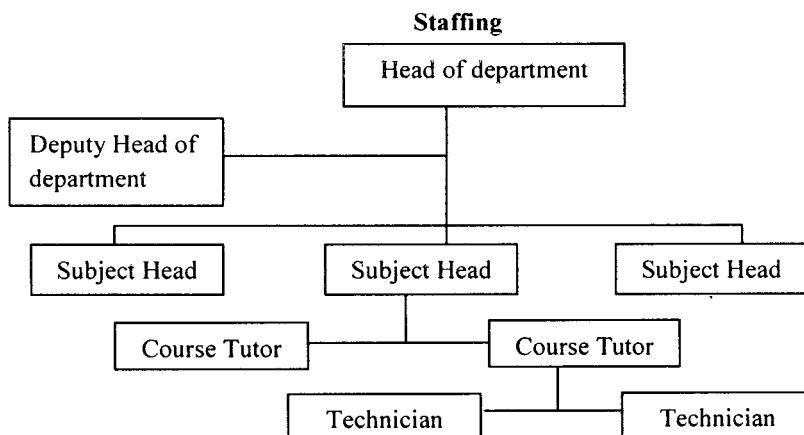 Staffing
Head of department
Deputy Head of
department
Subject Head
Subject Head
Subject Head
Course Tutor
Course Tutor
Technician
Technician